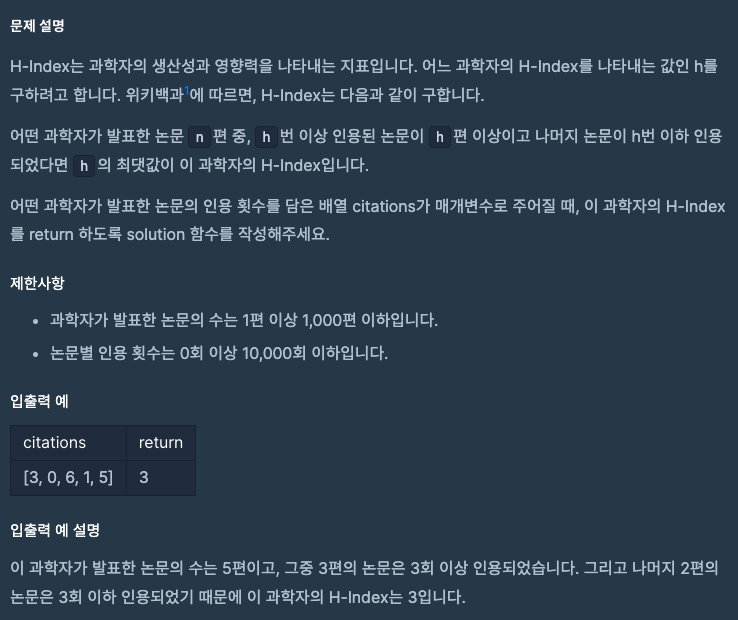 문제 설명
H-Index는 과학자의 생산성과 영향력을 나타내는 지표입니다. 어느 과학자의 H-Index를 나타내는 값인 h를
구하려고 합니다. 위키백과1에 따르면, H-Index는 다음과 같이 구합니다.
어떤 과학자가 발표한 논문 n 편 중, h 번 이상 인용된 논문이 h 편 이상이고 나머지 논문이 h번 이하 인용
되었다면 h 의 최댓값이 이 과학자의 H-Index입니다.
어떤 과학자가 발표한 논문의 인용 횟수를 담은 배열 citations가 매개변수로 주어질 때, 이 과학자의 H-Index
를 return 하도록 solution 함수를 작성해주세요.
제한사항
• 과학자가 발표한 논문의 수는 1편 이상 1,000편 이하입니다.
• 논문별 인용 횟수는 0회 이상 10,000회 이하입니다.
입출력 예
citations return
[3, 0, 6, 1, 5] 3
입출력 예 설명
이 과학자가 발표한 논문의 수는 5편이고, 그중 3편의 논문은 3회 이상 인용되었습니다. 그리고 나머지 2편의
논문은 3회 이하 인용되었기 때문에 이 과학자의 H-Index는 3입니다.